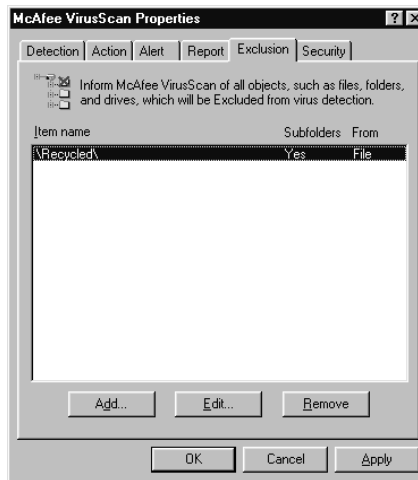 McAfee VirusScan Properties
Detection Action Alert Report Exclusion Security
Inform McAfee VirusScan of all objects, such as files, folders,
and drives, which will be Excluded from virus detection.
Item name Subfolders From
\Recycled\ Yes File
Add... Edit... Remove
OK Cancel Apply